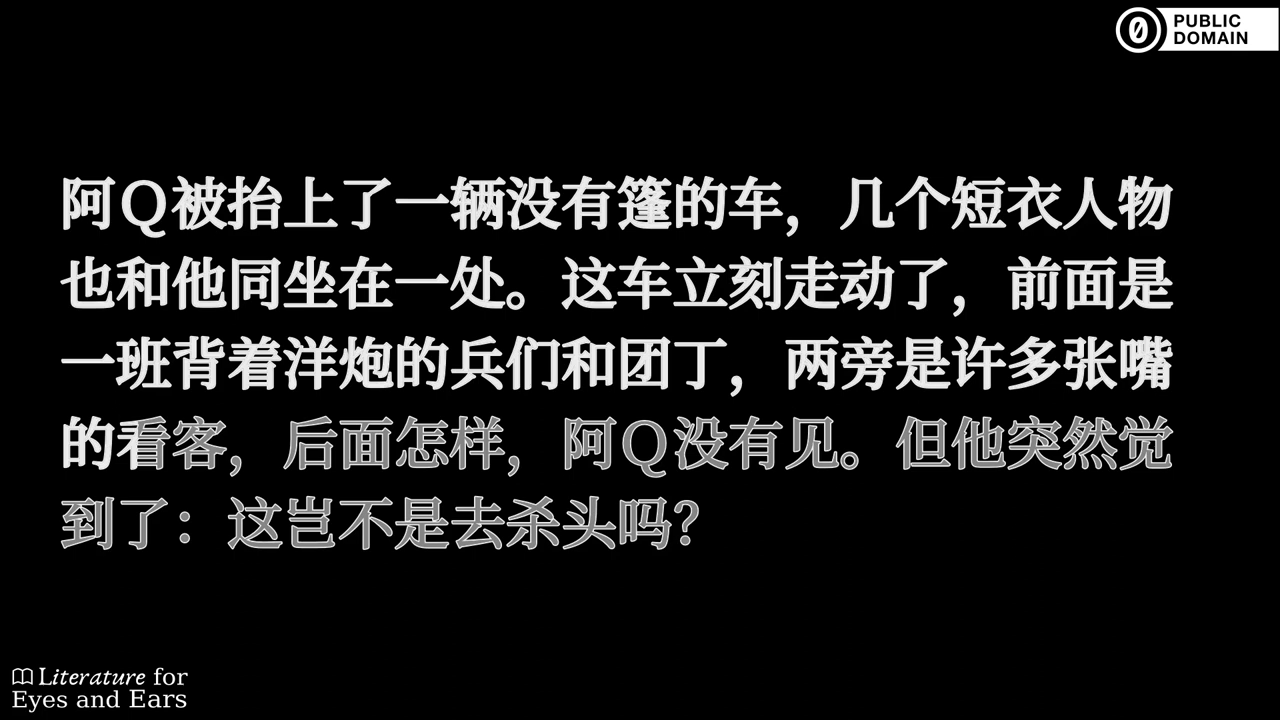 PUBLIC
DOMAIN
阿Q被抬上了一辆没有篷的车，几个短衣人物
也和他同坐在一处。这车立刻走动了，前面是
一班背着洋炮的兵们和团丁，两旁是许多张嘴
的看客，后面怎样，阿Q没有见。但他突然觉
到了：这岂不是去杀头吗？
Literature for
Eyes and Ears